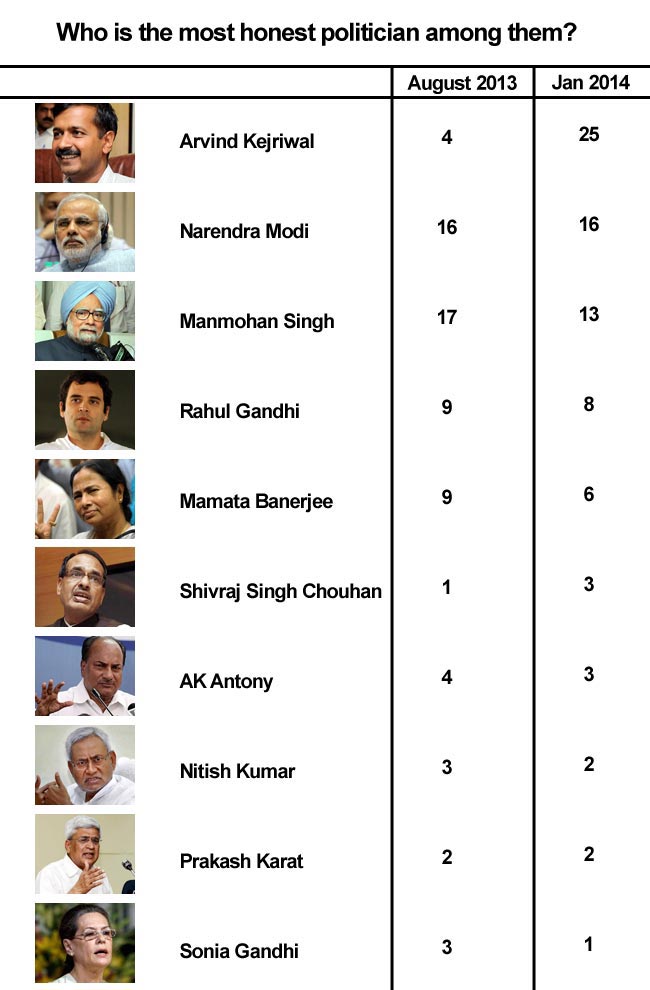 Who is the most honest politician among them?
August 2013 Jan 2014
Arvind Kejriwal 4 25
Narendra Modi 16 16
Manmohan Singh 17 13
Rahul Gandhi 9 8
Mamata Banerjee 9 6
Shivraj Singh Chouhan 1 3
AK Antony 4 3
Nitish Kumar 3 2
Prakash Karat 2 2
Sonia Gandhi 3 1